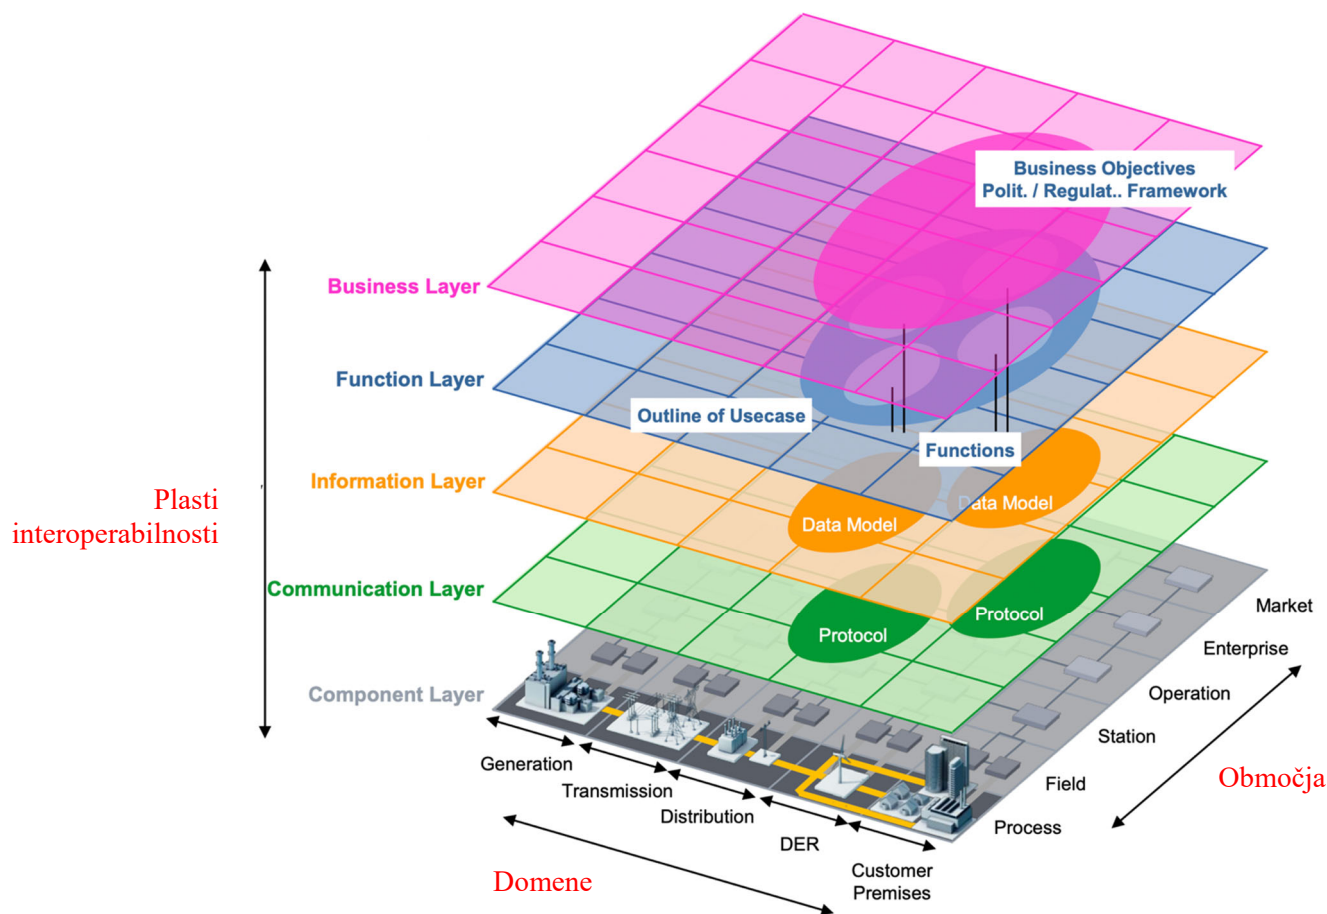 Business Objectives
Polit. / Regulat.. Framework
Business Layer
Function Layer
Outline of Usecase
Functions
Information Layer
Plasti
interoperabilnosti
Data Model
Data Model
Communication Layer
Protocol
Protocol
Component Layer
Market
Enterprise
Operation
Station
Field
Process
Območja
Generation
Transmission
Distribution
DER
Customer
Premises
Domene